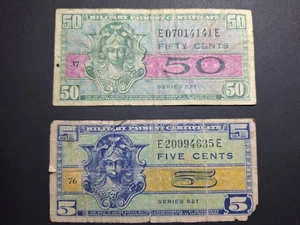 50 MILITARY PAYMENT CERTIFICATE 50
E07014141E
FIFTY CENTS
37 50
50 SERIES 521 50
5 MILITARY PAYMENT CERTIFICATE 5
E20094635E
FIVE CENTS
76 5
5 SERIES 521 5